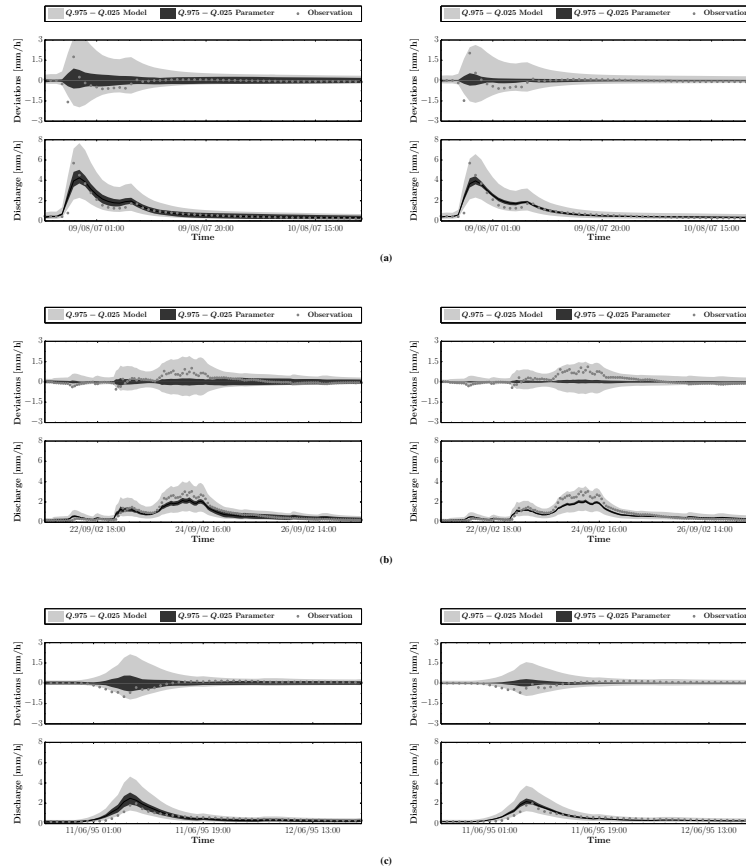 Q.975 − Q.025 Model Q.975 − Q.025 Parameter Observation
Q.975 − Q.025 Model Q.975 − Q.025 Parameter Observation
Deviations [mm/h]
3
1.5
0
−1.5
−3
Deviations [mm/h]
3
1.5
0
−1.5
−3
Discharge [mm/h]
8
6
4
2
0
09/08/07 01:00 09/08/07 20:00 10/08/07 15:00
Time
Discharge [mm/h]
8
6
4
2
0
09/08/07 01:00 09/08/07 20:00 10/08/07 15:00
Time
(a)
Q.975 − Q.025 Model Q.975 − Q.025 Parameter Observation
Q.975 − Q.025 Model Q.975 − Q.025 Parameter Observation
Deviations [mm/h]
3
1.5
0
−1.5
−3
Deviations [mm/h]
3
1.5
0
−1.5
−3
Discharge [mm/h]
8
6
4
2
0
22/09/02 18:00 24/09/02 16:00 26/09/02 14:00
Time
Discharge [mm/h]
8
6
4
2
0
22/09/02 18:00 24/09/02 16:00 26/09/02 14:00
Time
(b)
Q.975 − Q.025 Model Q.975 − Q.025 Parameter Observation
Q.975 − Q.025 Model Q.975 − Q.025 Parameter Observation
Deviations [mm/h]
3
1.5
0
−1.5
−3
Deviations [mm/h]
3
1.5
0
−1.5
−3
Discharge [mm/h]
8
6
4
2
0
11/06/95 01:00 11/06/95 19:00 12/06/95 13:00
Time
Discharge [mm/h]
8
6
4
2
0
11/06/95 01:00 11/06/95 19:00 12/06/95 13:00
Time
(c)